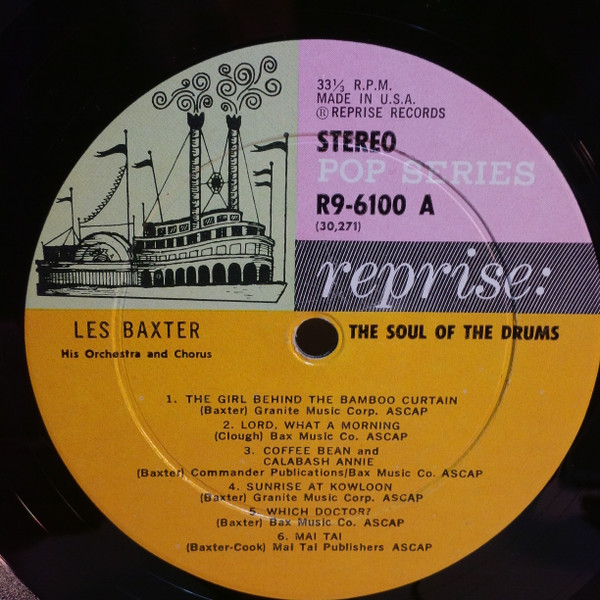 33⅓ R.P.M.
MADE IN U.S.A.
Ⓡ REPRISE RECORDS
STEREO
POP SERIES
R9-6100 A
(30,271)
reprise:
LES BAXTER
His Orchestra and Chorus
THE SOUL OF THE DRUMS
1. THE GIRL BEHIND THE BAMBOO CURTAIN
(Baxter) Granite Music Corp. ASCAP
2. LORD, WHAT A MORNING
(Clough) Bax Music Co. ASCAP
3. COFFEE BEAN and
CALABASH ANNIE
(Baxter) Commander Publications/Bax Music Co. ASCAP
4. SUNRISE AT KOWLOON
(Baxter) Granite Music Corp. ASCAP
5. WHICH DOCTOR?
(Baxter) Bax Music Co. ASCAP
6. MAI TAI
(Baxter-Cook) Mai Tai Publishers ASCAP